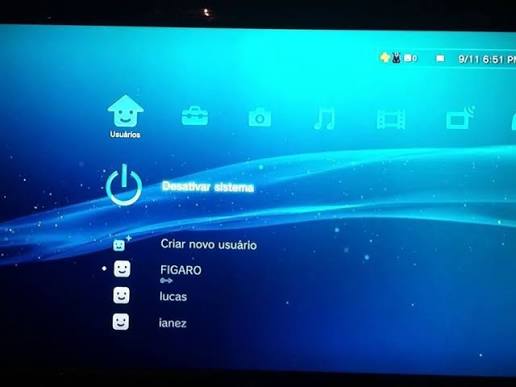 9/11 6:51 PM
Usuários
Desativar sistema
Criar novo usuário
FIGARO
lucas
ianez